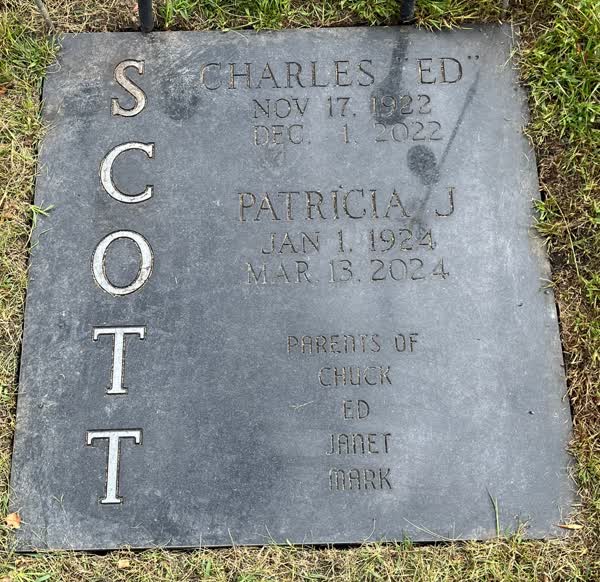 SCOTT
CHARLES "ED"
NOV 17, 1922
DEC. 1, 2022
PATRICIA J
JAN 1, 1924
MAR. 13, 2024
PARENTS OF
CHUCK
ED
JANET
MARK